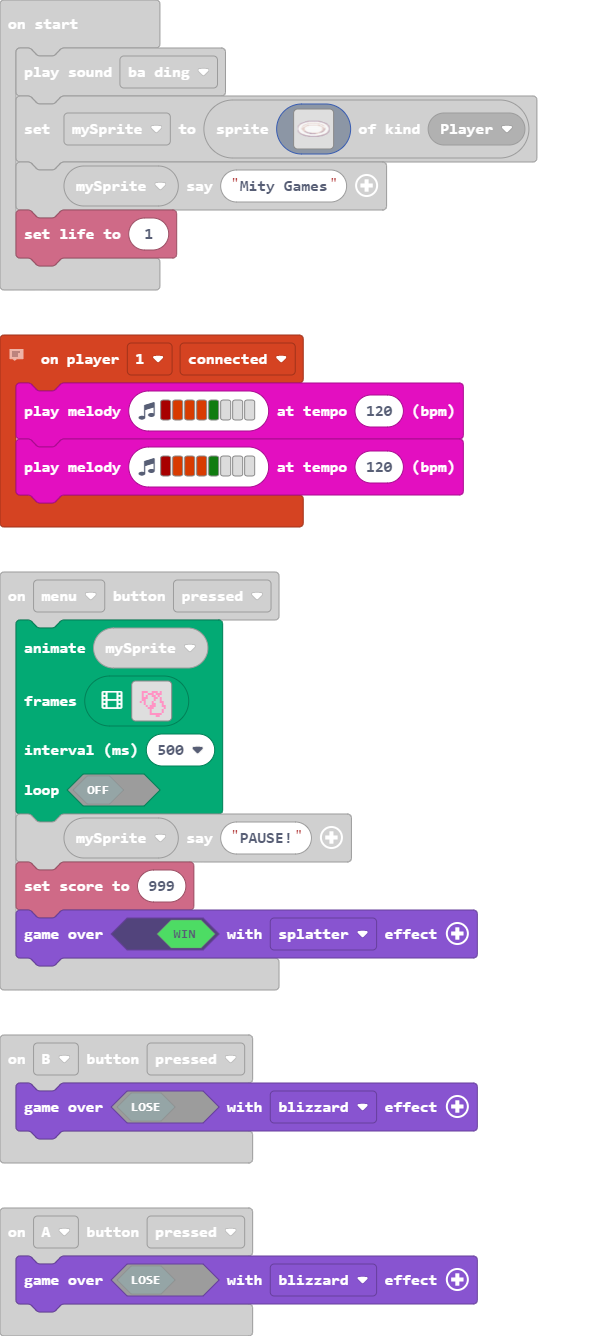 on start
play sound ba ding
set mySprite to sprite of kind Player
mySprite say "Mity Games"
set life to 1
on player 1 connected
play melody at tempo 120 (bpm)
play melody at tempo 120 (bpm)
on menu button pressed
animate mySprite
frames
interval (ms) 500
loop OFF
mySprite say "PAUSE!"
set score to 999
game over WIN with splatter effect
on B button pressed
game over LOSE with blizzard effect
on A button pressed
game over LOSE with blizzard effect